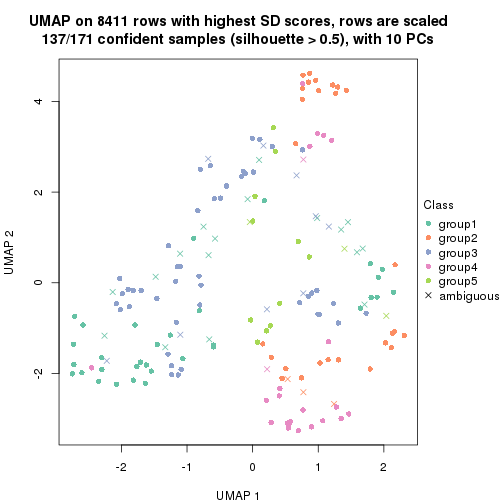 UMAP on 8411 rows with highest SD scores, rows are scaled
137/171 confident samples (silhouette > 0.5), with 10 PCs
4
2
0
-2
UMAP 2
-2
-1
0
1
2
UMAP 1
Class
group1
group2
group3
group4
group5
ambiguous